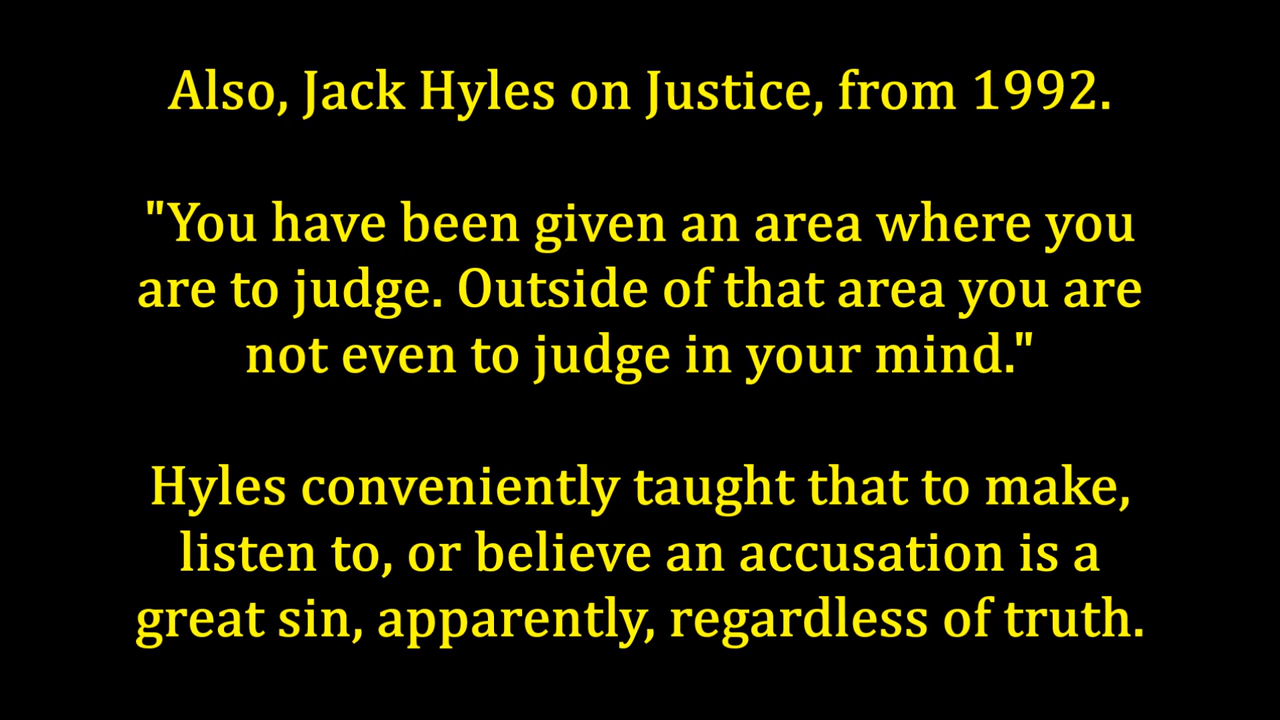 Also, Jack Hyles on Justice, from 1992.
"You have been given an area where you
are to judge. Outside of that area you are
not even to judge in your mind."
Hyles conveniently taught that to make,
listen to, or believe an accusation is a
great sin, apparently, regardless of truth.